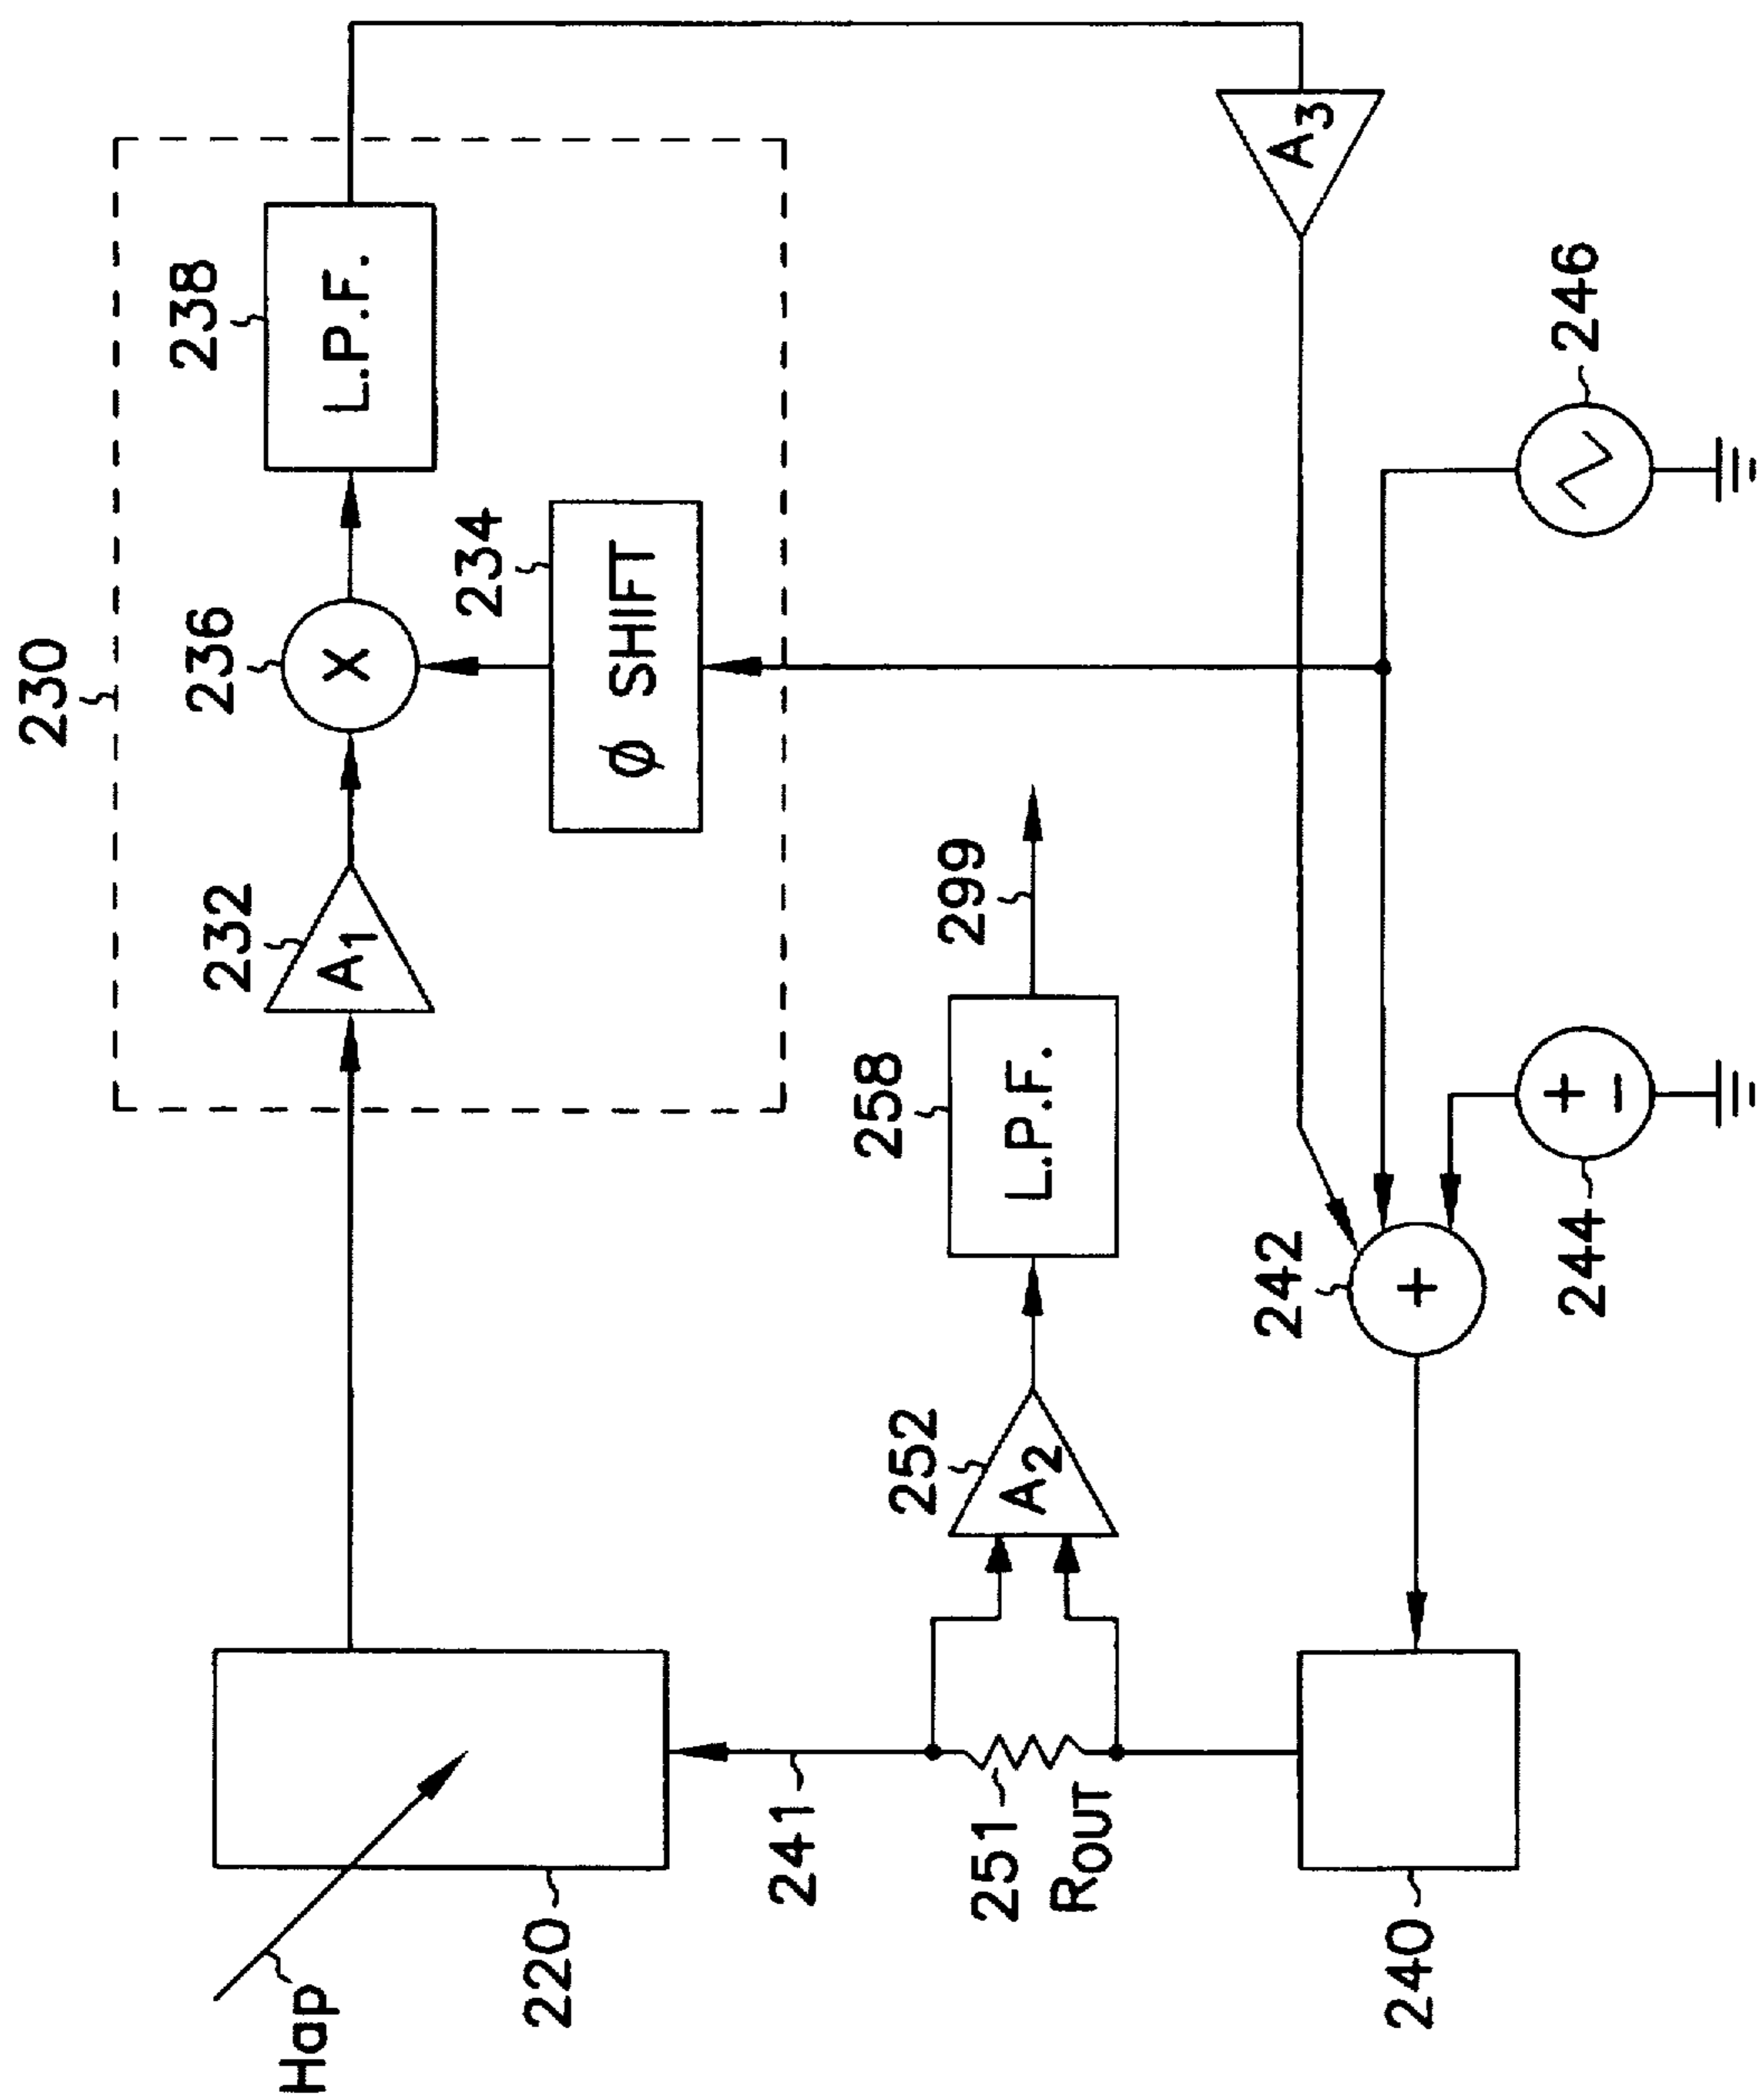 230
232
A1
236
X
238
L.P.F.
234
ϕ SHIFT
Hap
220
241
251
ROUT
252
A2
258
L.P.F.
299
A3
240
242
+
244
+
−
246